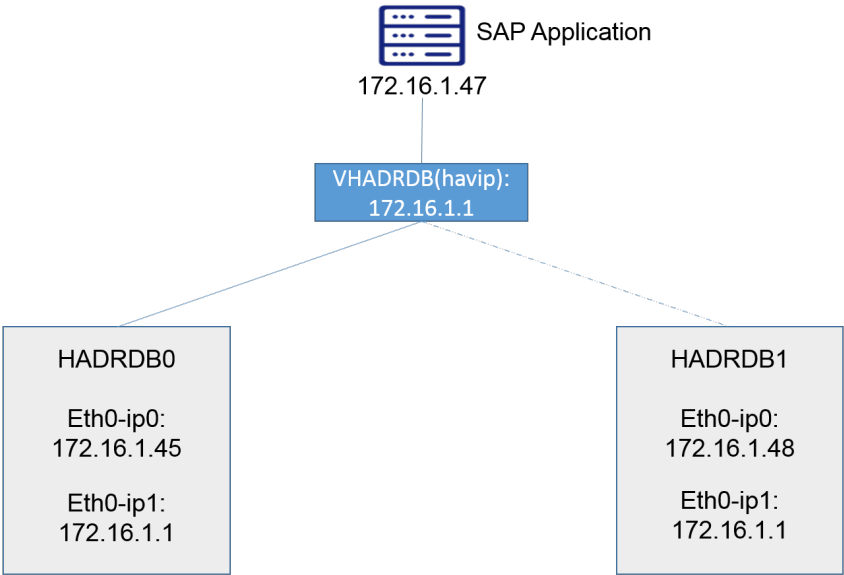 SAP Application
172.16.1.47
VHADRDB(havip):
172.16.1.1
HADRDB0
Eth0-ip0:
172.16.1.45
Eth0-ip1:
172.16.1.1
HADRDB1
Eth0-ip0:
172.16.1.48
Eth0-ip1:
172.16.1.1